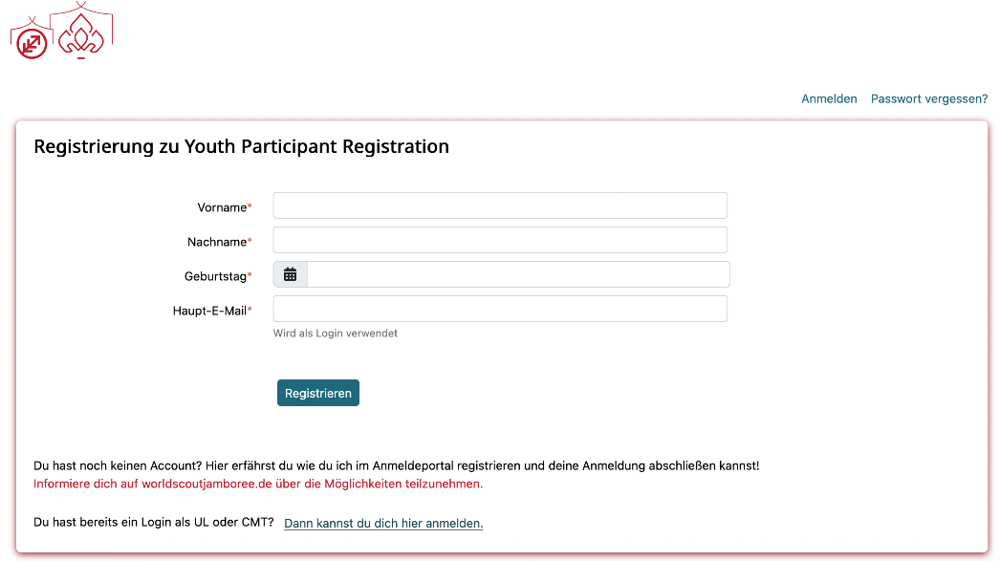 Anmelden Passwort vergessen?
Registrierung zu Youth Participant Registration
Vorname*
Nachname*
Geburtstag*
Haupt-E-Mail*
Wird als Login verwendet
Registrieren
Du hast noch keinen Account? Hier erfährst du wie du ich im Anmeldeportal registrieren und deine Anmeldung abschließen kannst!
Informiere dich auf worldscoutjamboree.de über die Möglichkeiten teilzunehmen.
Du hast bereits ein Login als UL oder CMT? Dann kannst du dich hier anmelden.